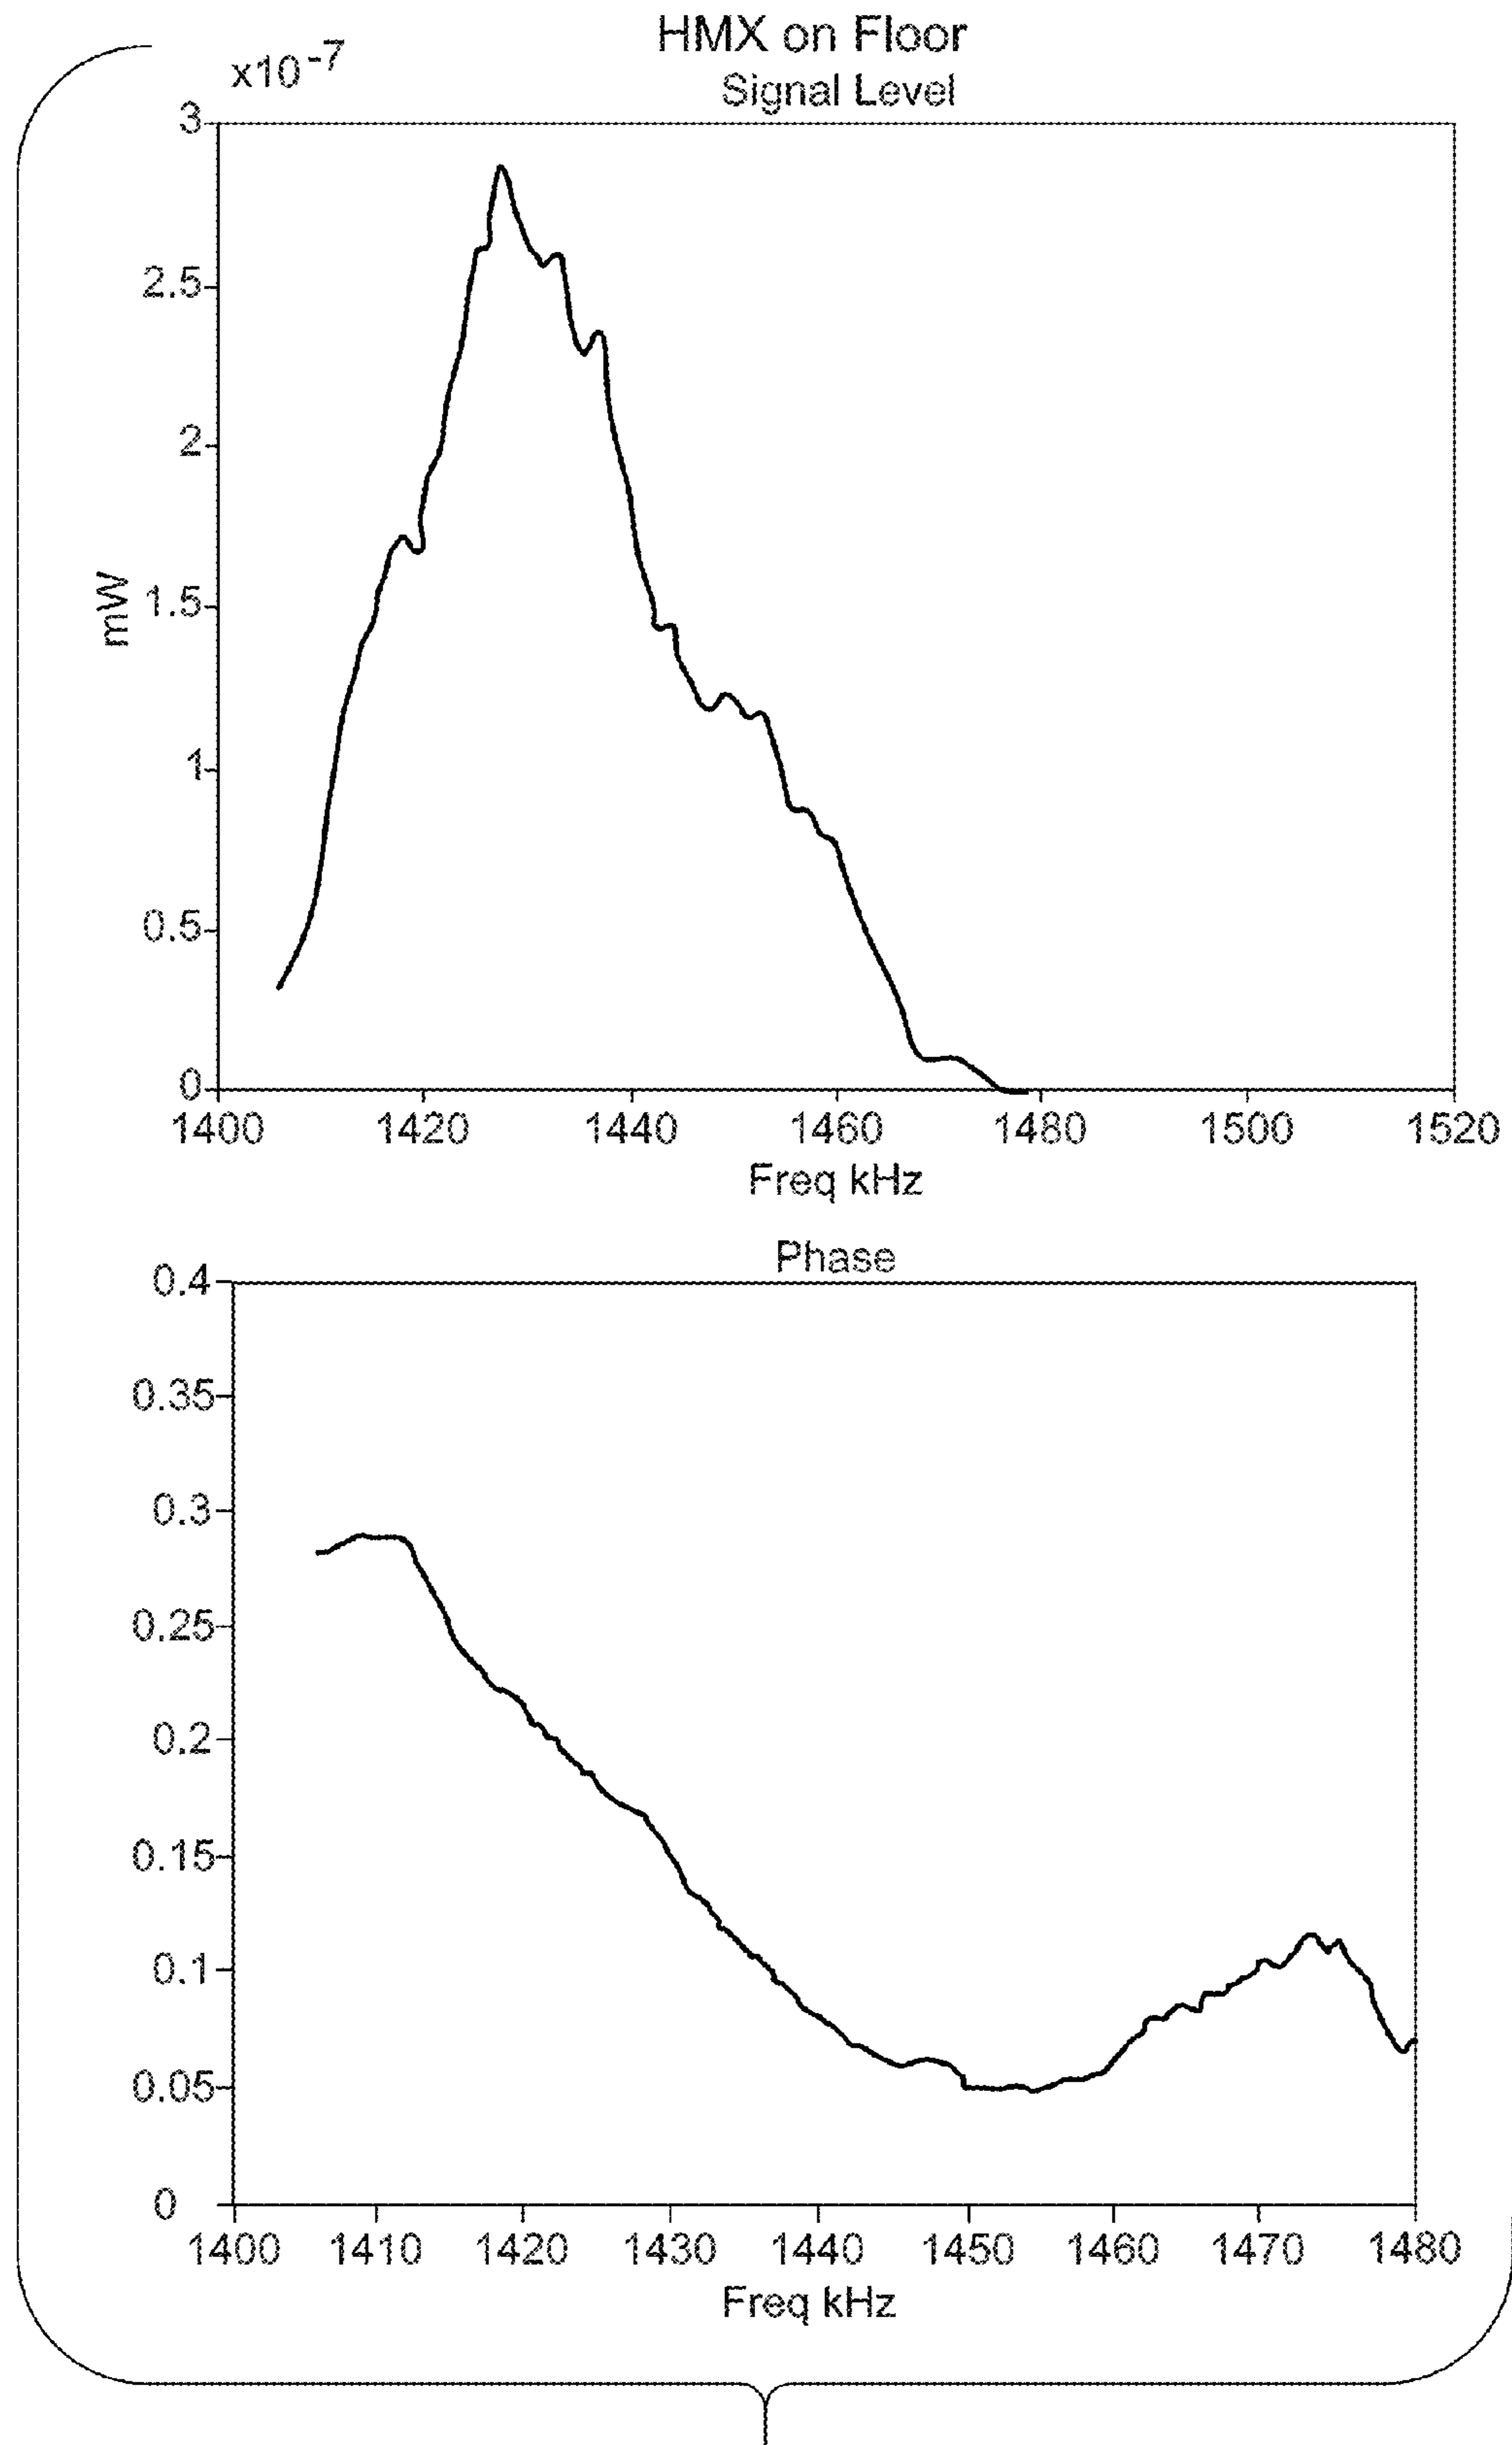 HMX on Floor
x10-7
Signal Level
3
2.5
2
1.5
1
0.5
0
mW
1400 1420 1440 1460 1480 1500 1520
Freq kHz
Phase
0.4
0.35
0.3
0.25
0.2
0.15
0.1
0.05
0
1400 1410 1420 1430 1440 1450 1460 1470 1480
Freq kHz